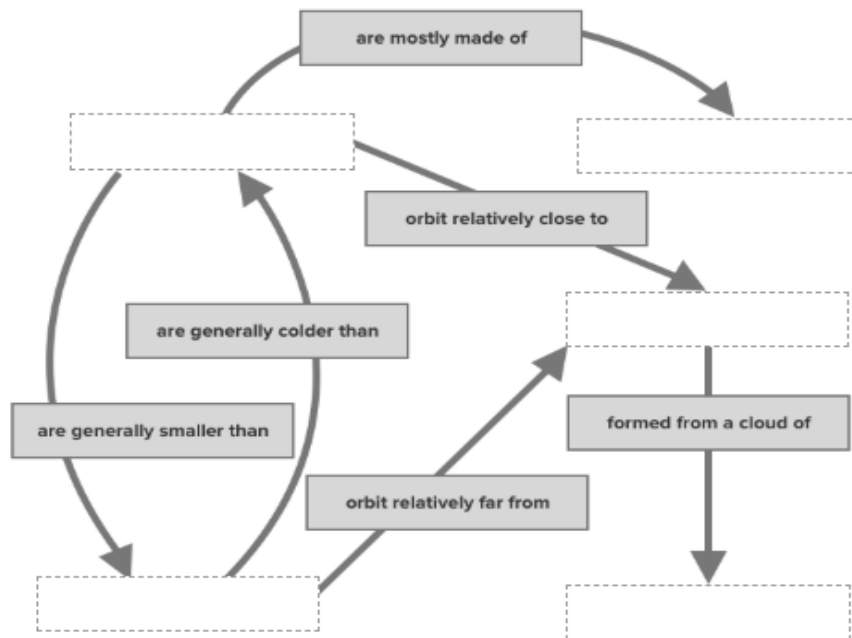 are mostly made of
orbit relatively close to
are generally colder than
are generally smaller than
formed from a cloud of
orbit relatively far from